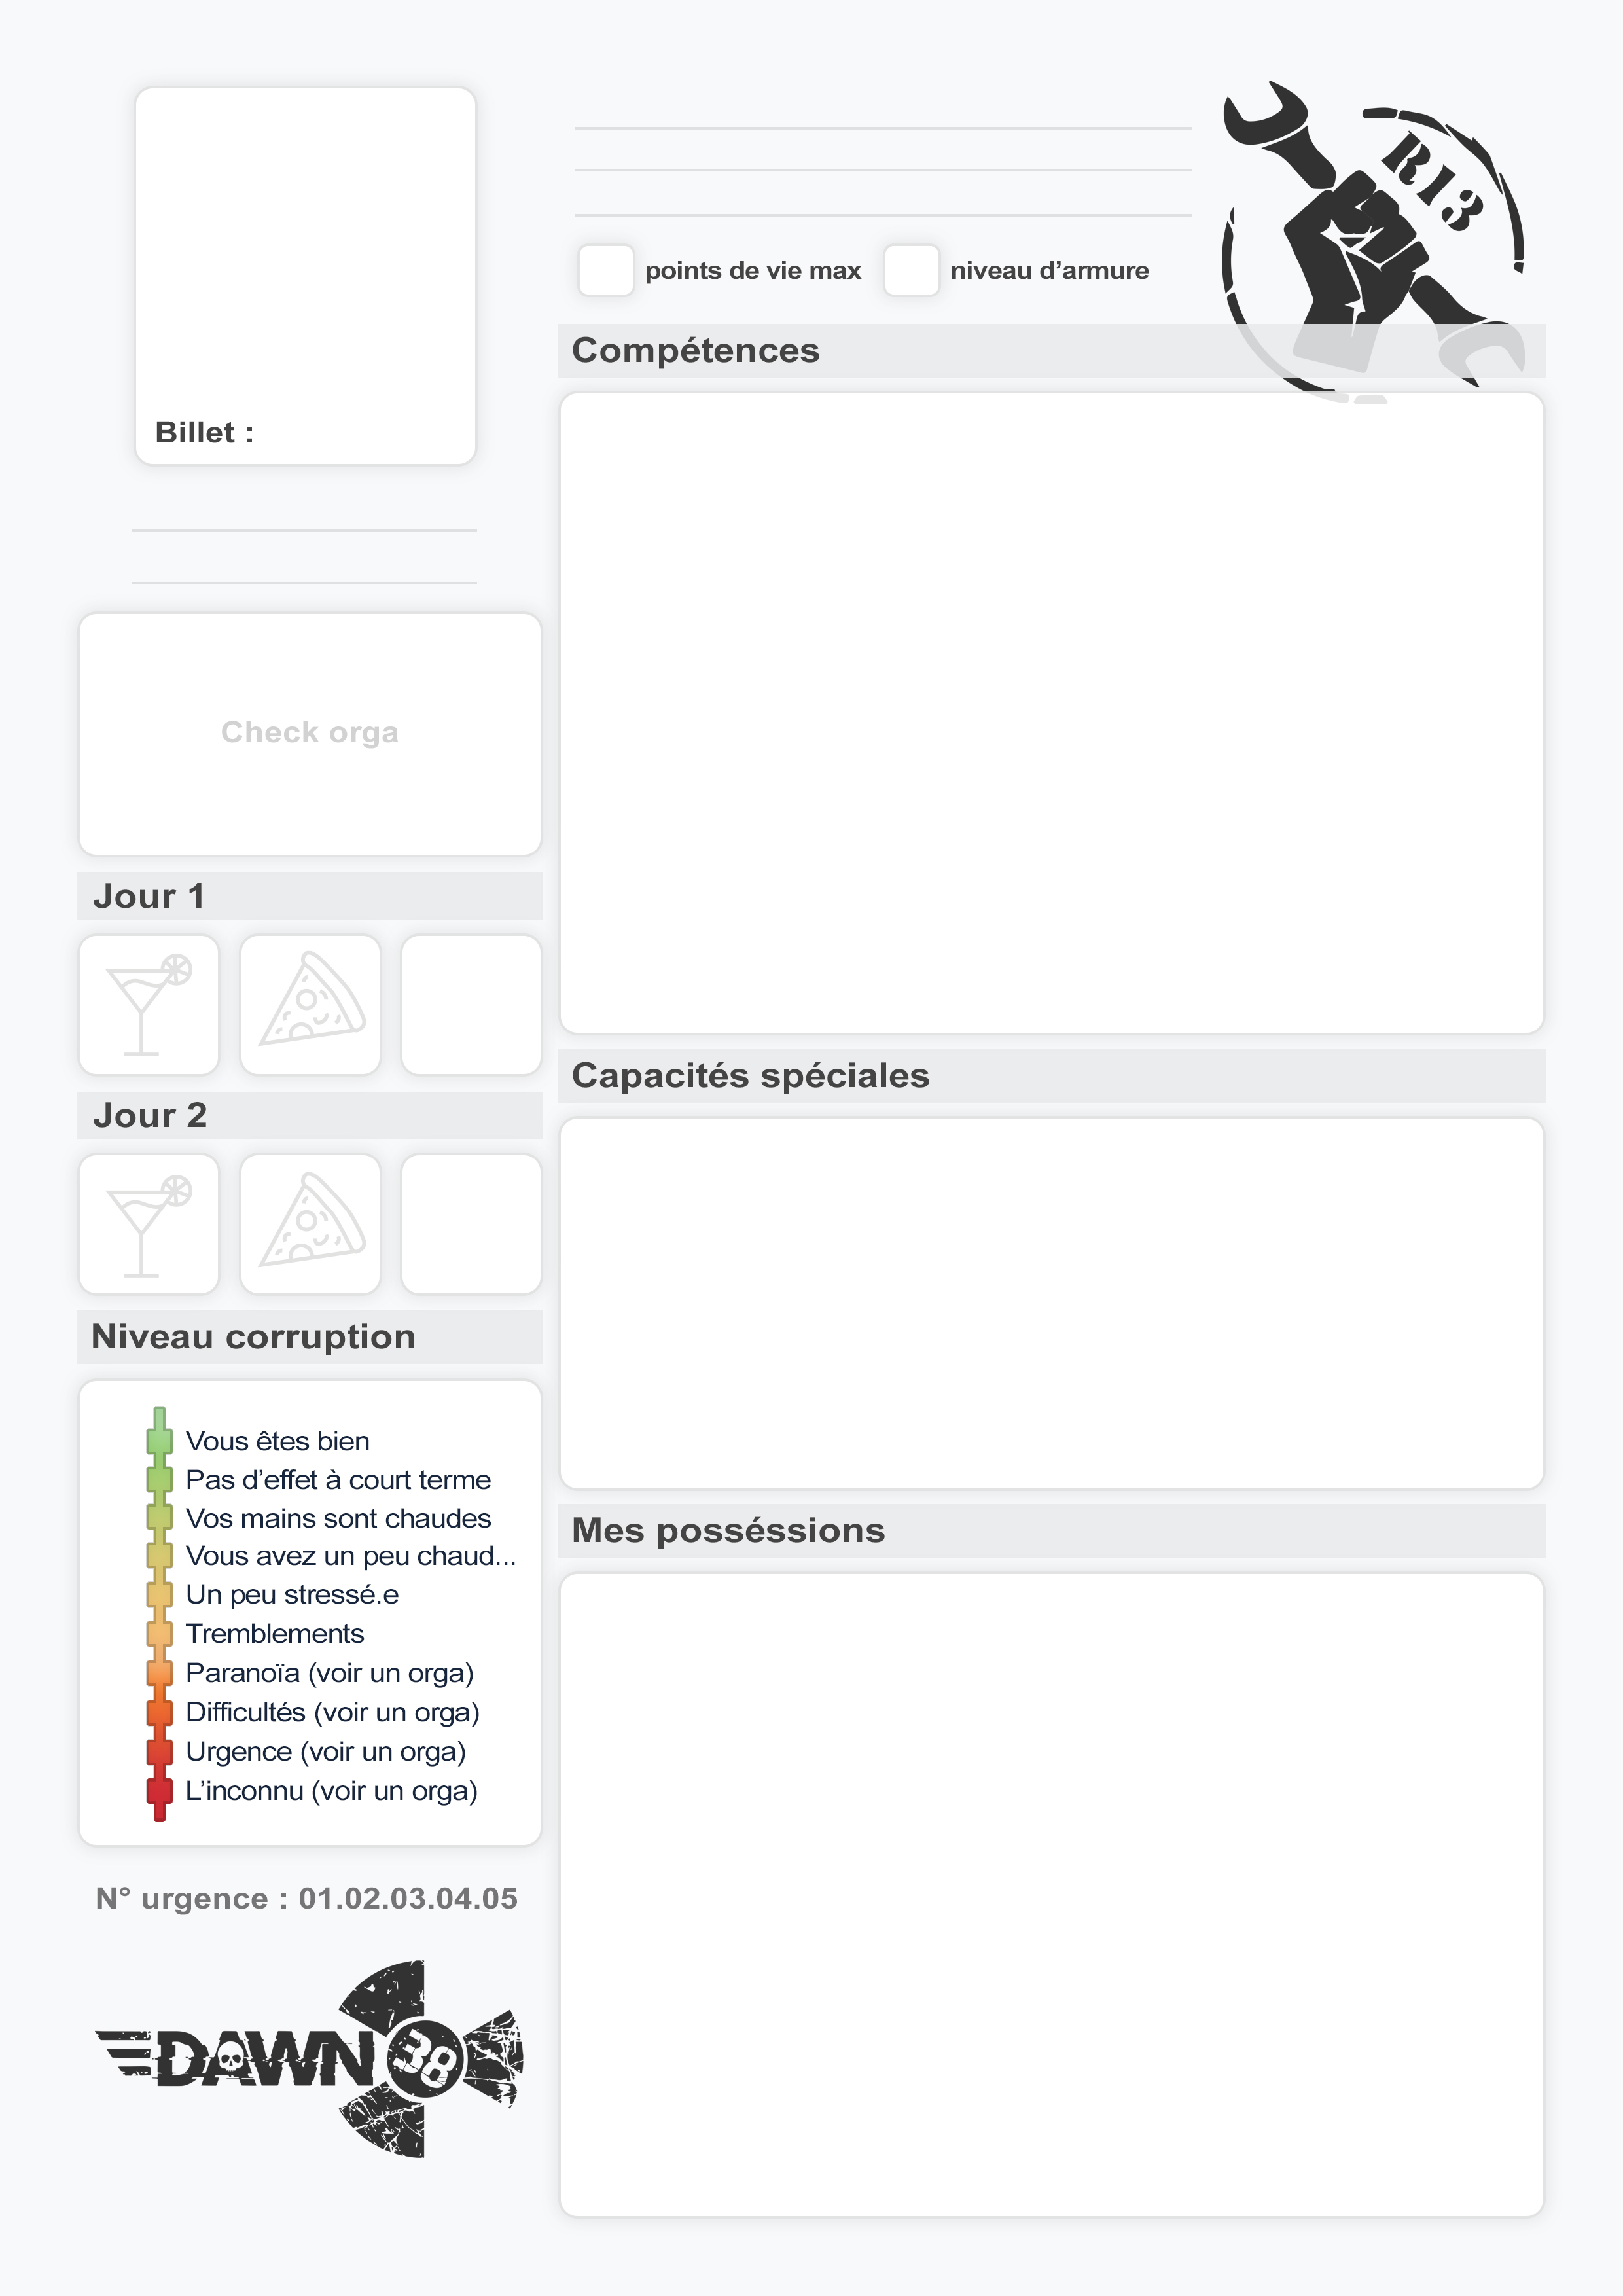 R13
points de vie max
niveau d’armure
Compétences
Billet :
Check orga
Jour 1
Jour 2
Niveau corruption
Vous êtes bien
Pas d’effet à court terme
Vos mains sont chaudes
Vous avez un peu chaud...
Un peu stressé.e
Tremblements
Paranoïa (voir un orga)
Difficultés (voir un orga)
Urgence (voir un orga)
L’inconnu (voir un orga)
N° urgence : 01.02.03.04.05
DAWN 38
Capacités spéciales
Mes posséssions